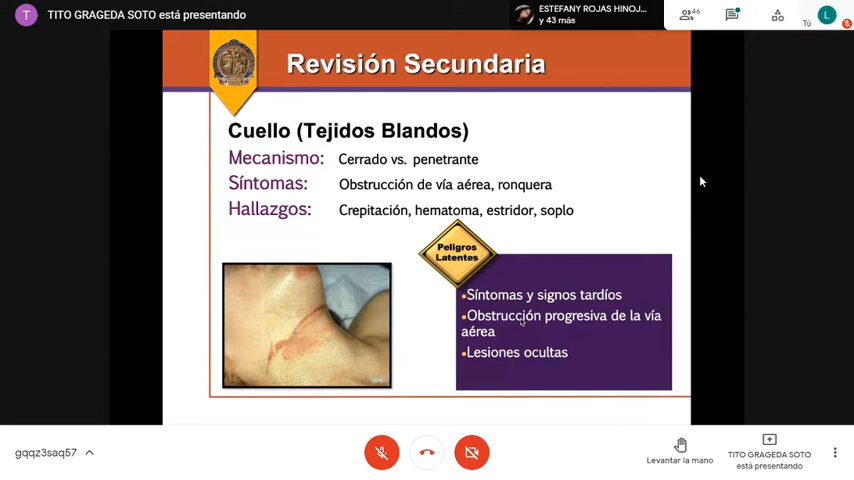 T TITO GRAGEDA SOTO está presentando
ESTEFANY ROJAS HINOJ...
y 43 más
46
Tú
L
Revisión Secundaria
Cuello (Tejidos Blandos)
Mecanismo: Cerrado vs. penetrante
Síntomas: Obstrucción de vía aérea, ronquera
Hallazgos: Crepitación, hematoma, estridor, soplo
Peligros
Latentes
•Síntomas y signos tardíos
•Obstrucción progresiva de la vía
aérea
•Lesiones ocultas
gqqz3saq57
Levantar la mano
TITO GRAGEDA SOTO
está presentando